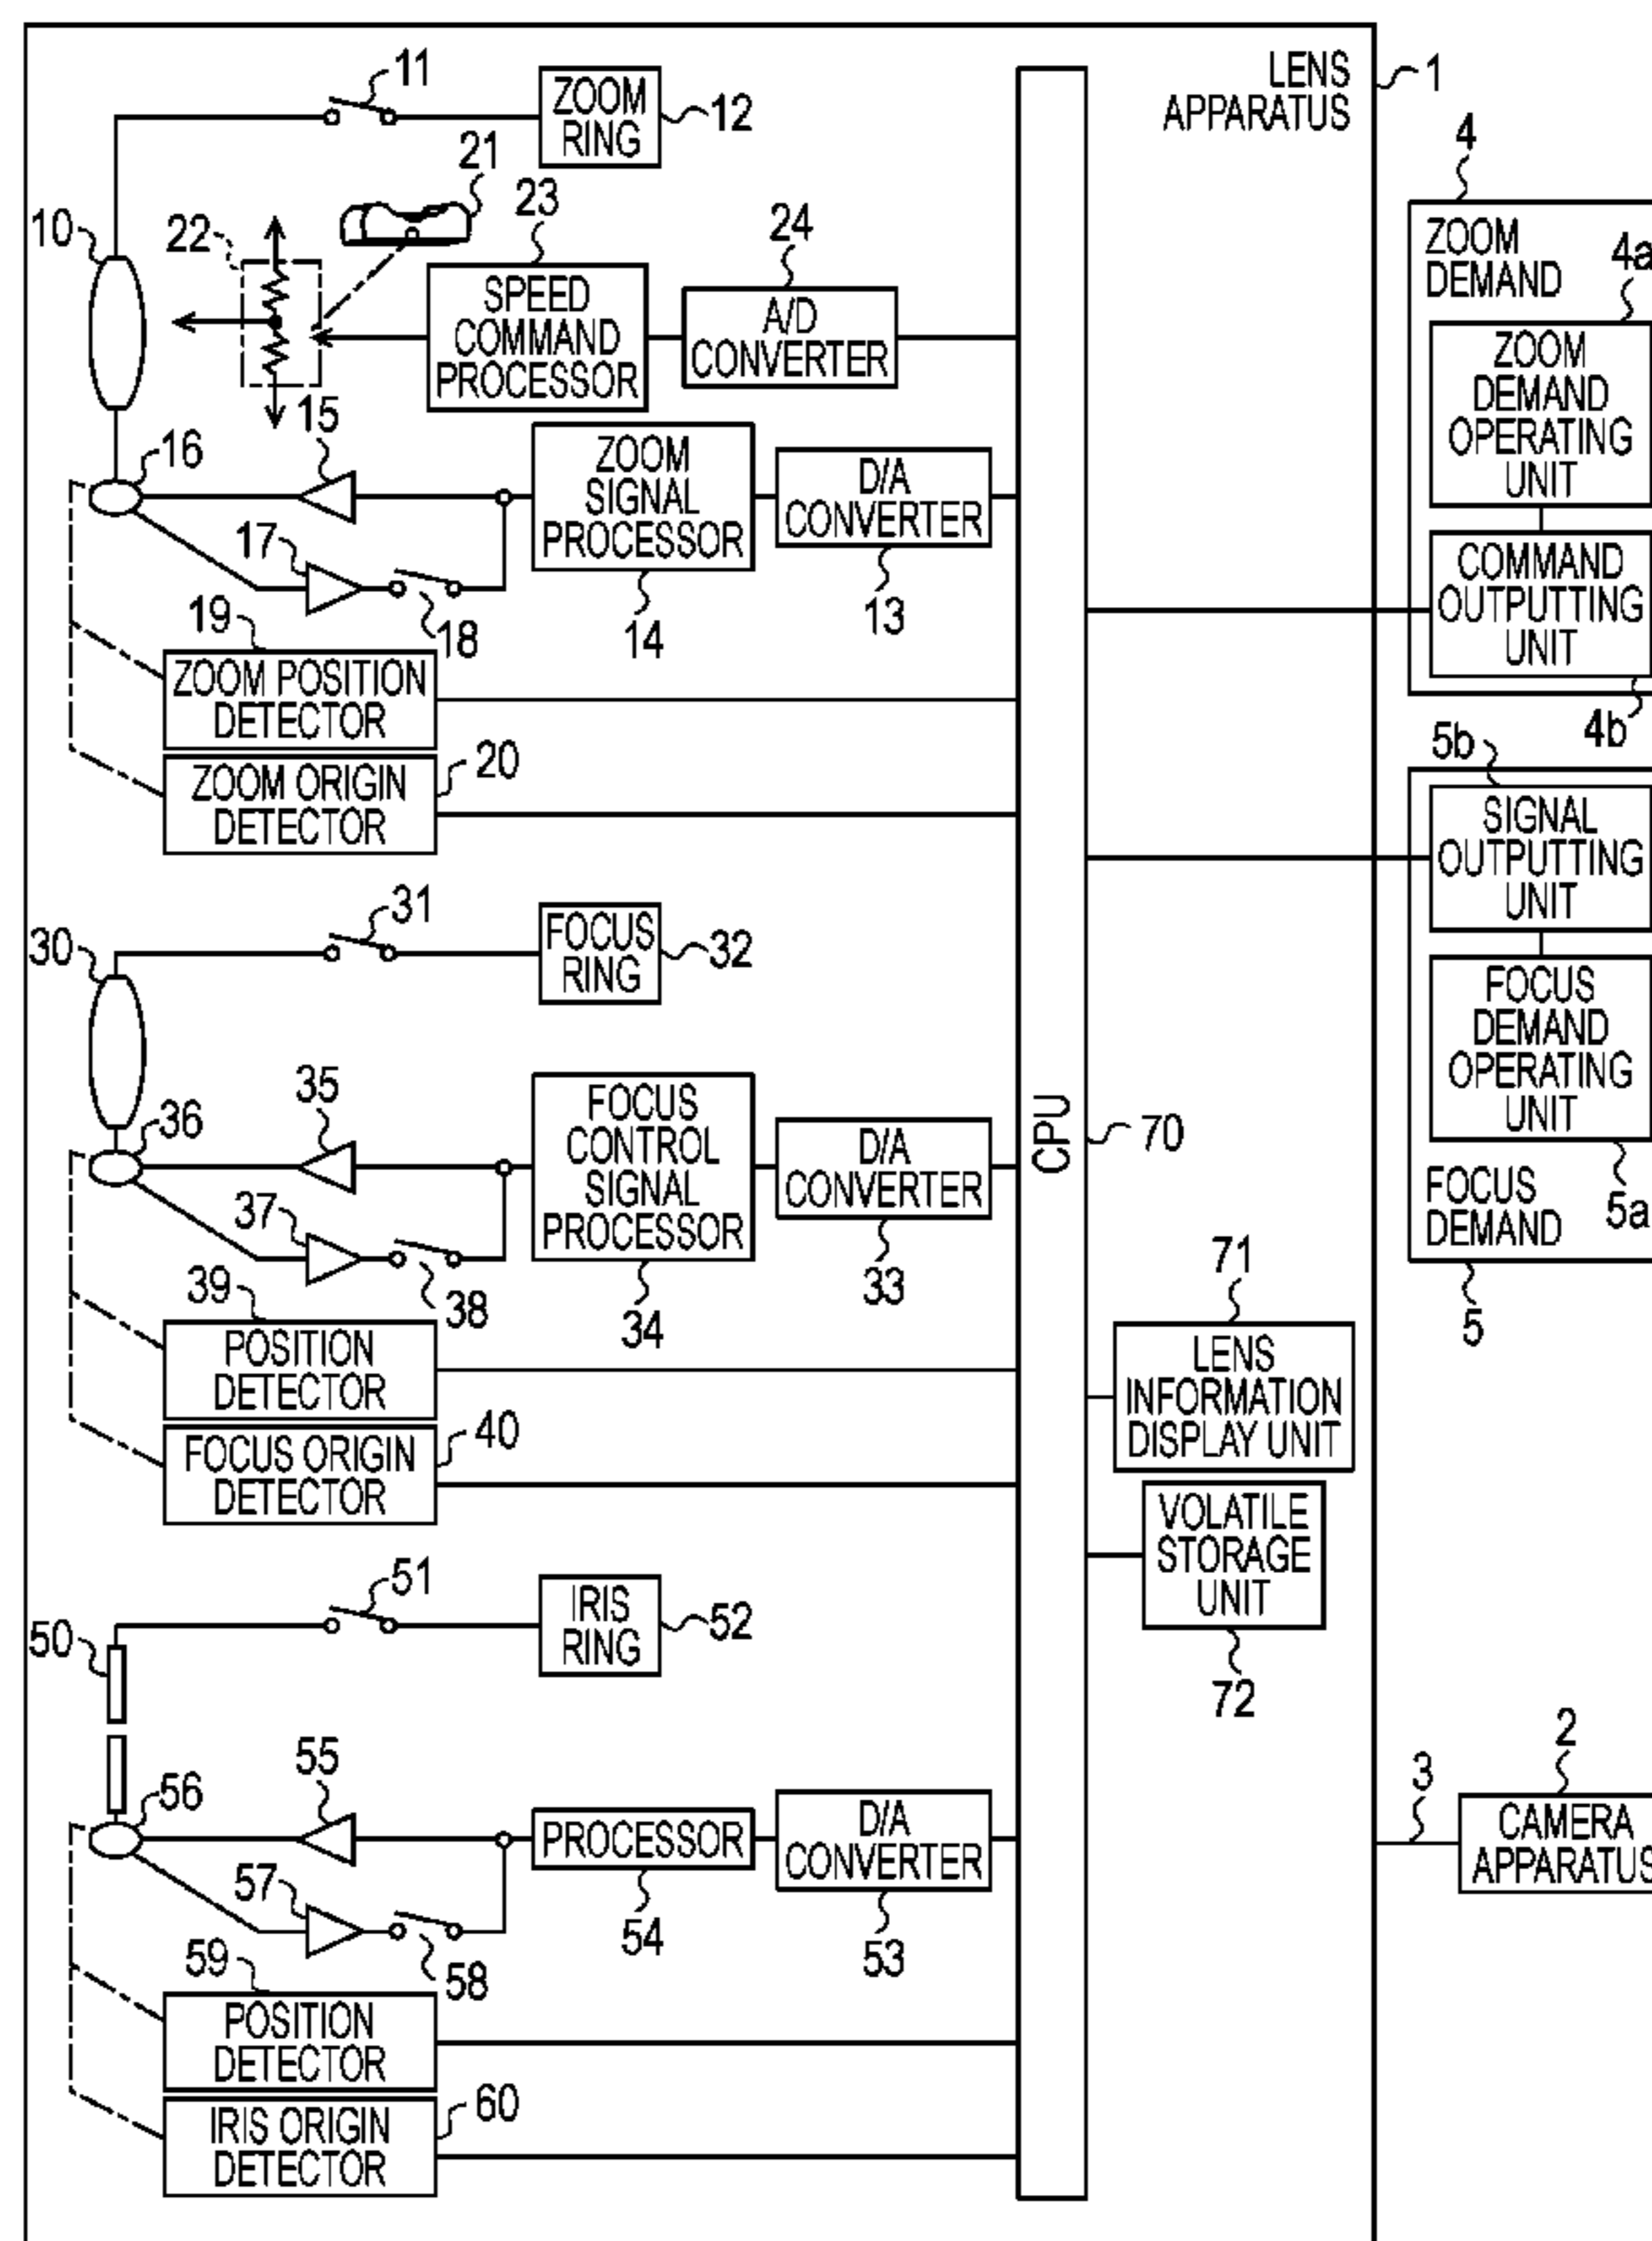 LENS
APPARATUS
1
11
ZOOM
RING
12
21
10
22
23
24
SPEED
COMMAND
PROCESSOR
A/D
CONVERTER
15
16
ZOOM
SIGNAL
PROCESSOR
D/A
CONVERTER
17
18
14
13
19
ZOOM POSITION
DETECTOR
20
ZOOM ORIGIN
DETECTOR
4
ZOOM
DEMAND
4a
ZOOM
DEMAND
OPERATING
UNIT
COMMAND
OUTPUTTING
UNIT
4b
5b
SIGNAL
OUTPUTTING
UNIT
FOCUS
DEMAND
OPERATING
UNIT
5a
FOCUS
DEMAND
5
30
31
FOCUS
RING
32
35
36
FOCUS
CONTROL
SIGNAL
PROCESSOR
D/A
CONVERTER
37
38
34
33
39
POSITION
DETECTOR
40
FOCUS ORIGIN
DETECTOR
CPU
70
71
LENS
INFORMATION
DISPLAY UNIT
VOLATILE
STORAGE
UNIT
72
50
51
IRIS
RING
52
55
56
PROCESSOR
D/A
CONVERTER
57
58
54
53
59
POSITION
DETECTOR
60
IRIS ORIGIN
DETECTOR
3
2
CAMERA
APPARATUS